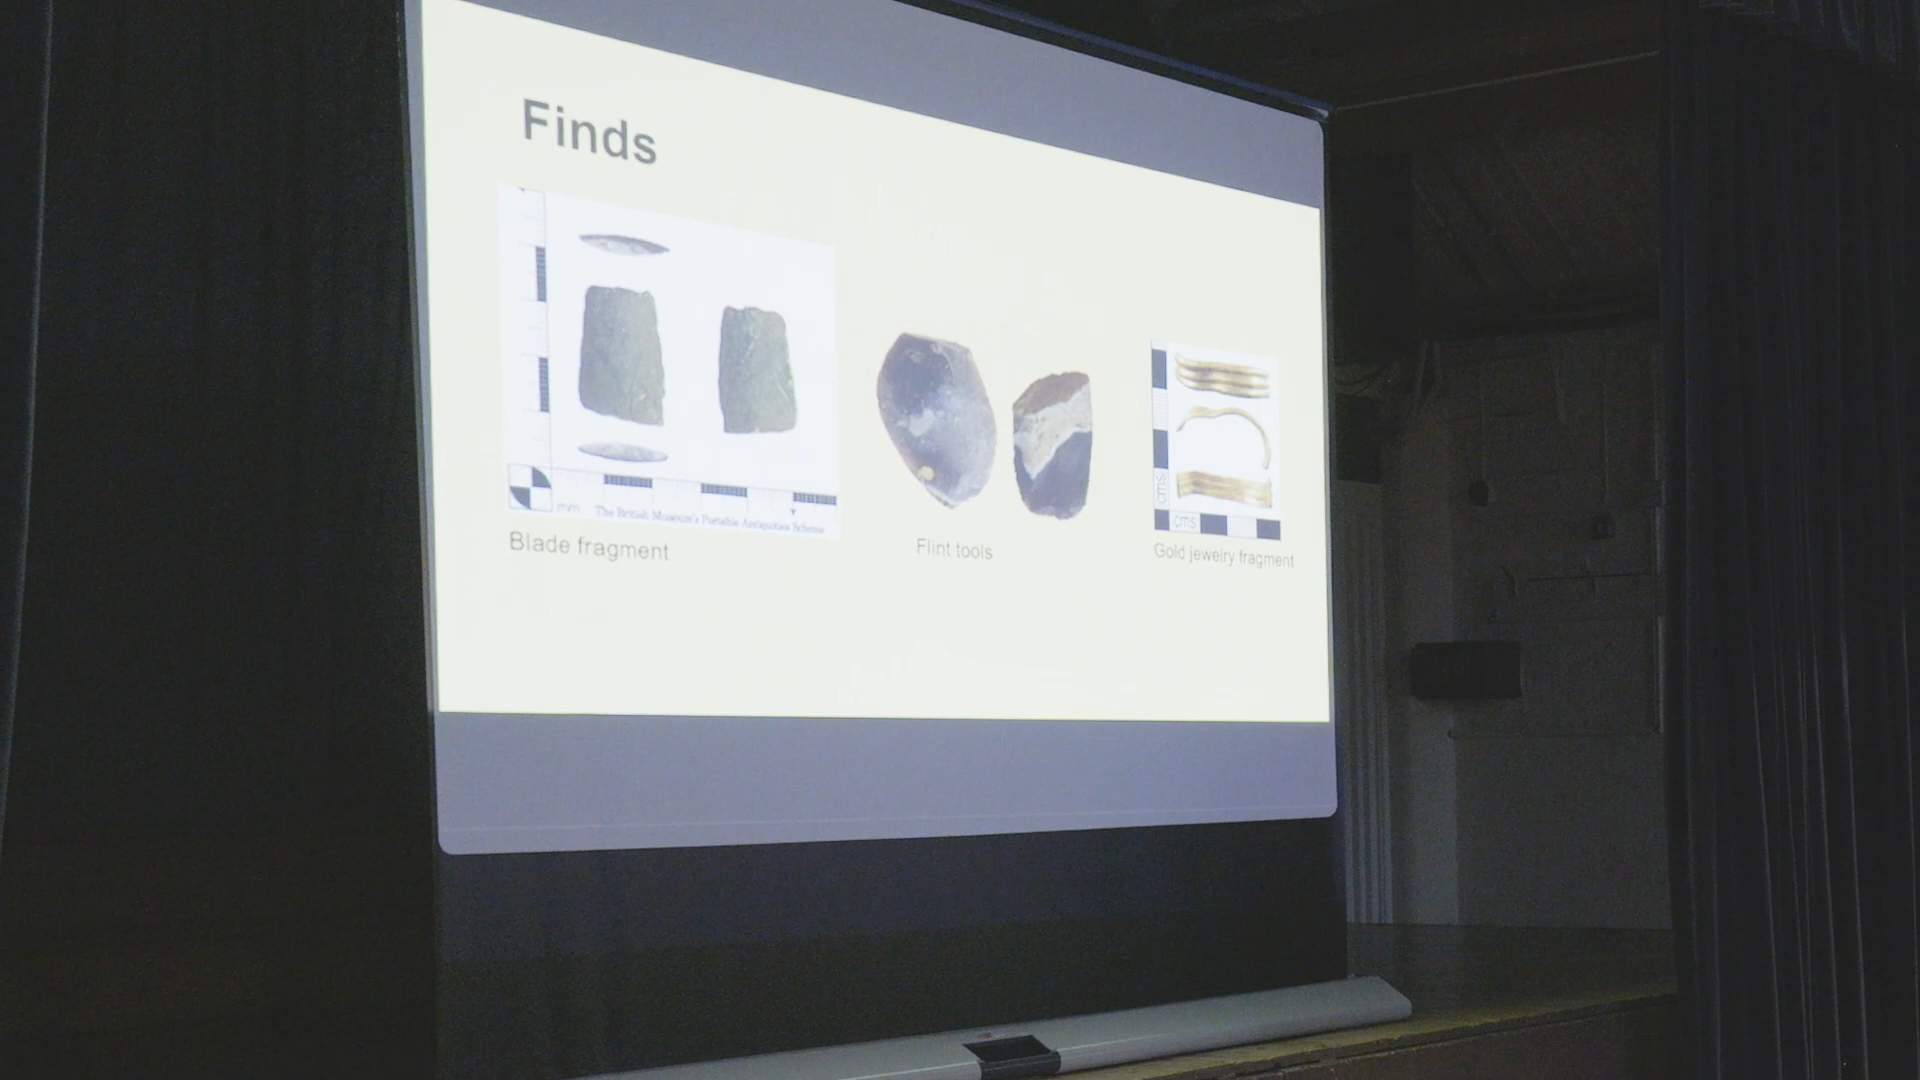 Finds
mm
The British Museum's Portable Antiquities Scheme
cms
cms
Blade fragment
Flint tools
Gold jewelry fragment